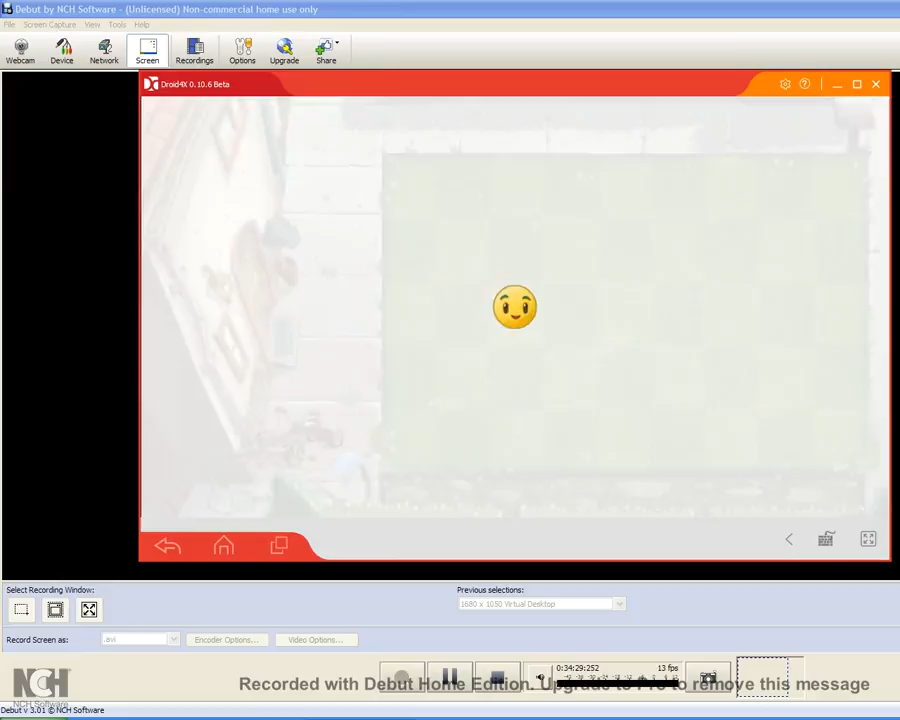 Debut by NCH Software - (Unlicensed) Non-commercial home use only
File Screen Capture View Tools Help
Webcam Device Network Screen Recordings Options Upgrade Share
Droid4X 0.10.6 Beta
Select Recording Window:
Previous selections:
1680 x 1050 Virtual Desktop
Record Screen as: .avi Encoder Options... Video Options...
0:34:29:252 13 fps
Recorded with Debut Home Edition. Upgrade to Pro to remove this message
NCH
NCH Software
Debut v 3.01 © NCH Software